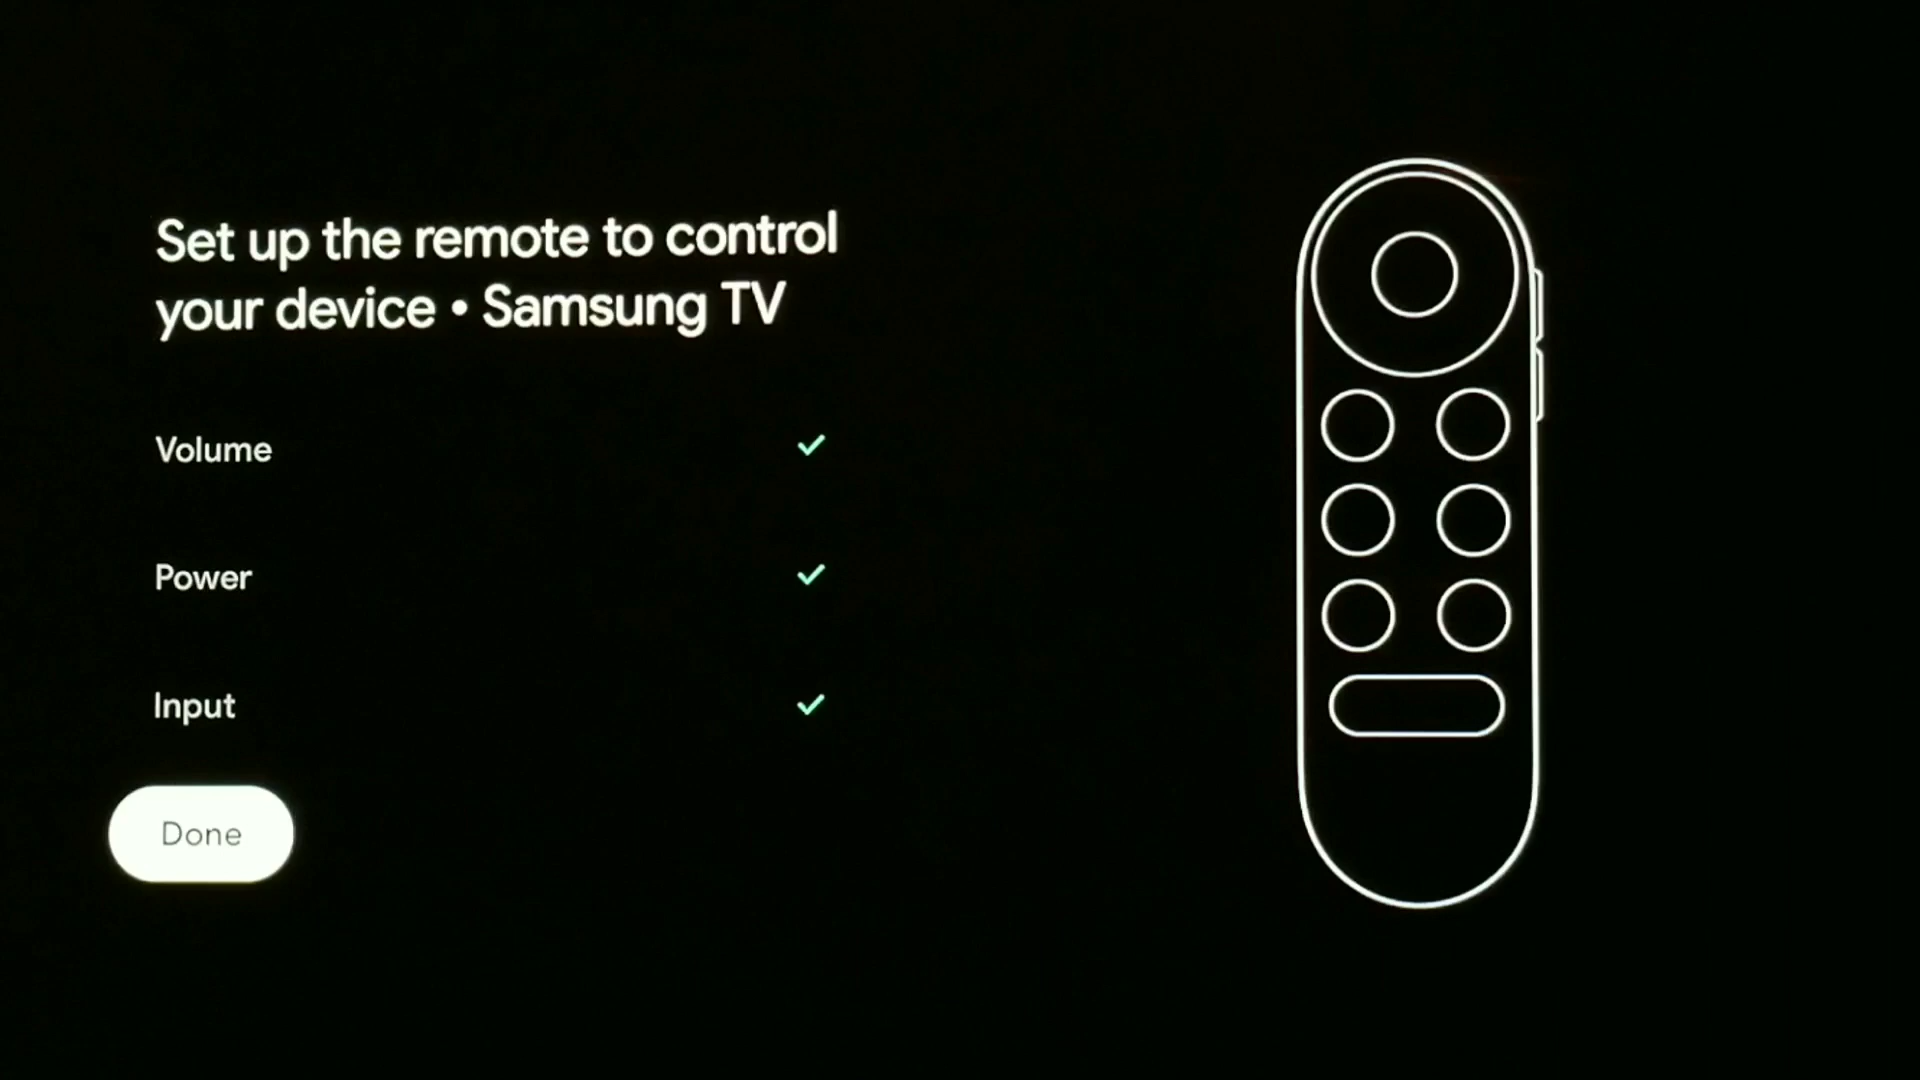 Set up the remote to control
your device • Samsung TV
Volume
Power
Input
Done